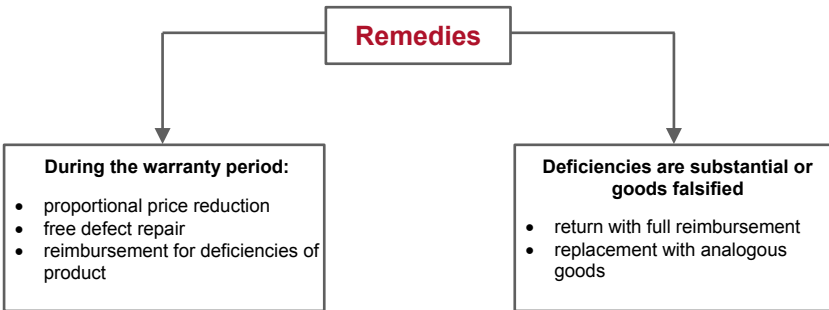 Remedies
During the warranty period:
• proportional price reduction
• free defect repair
• reimbursement for deficiencies of
product
Deficiencies are substantial or
goods falsified
• return with full reimbursement
• replacement with analogous
goods